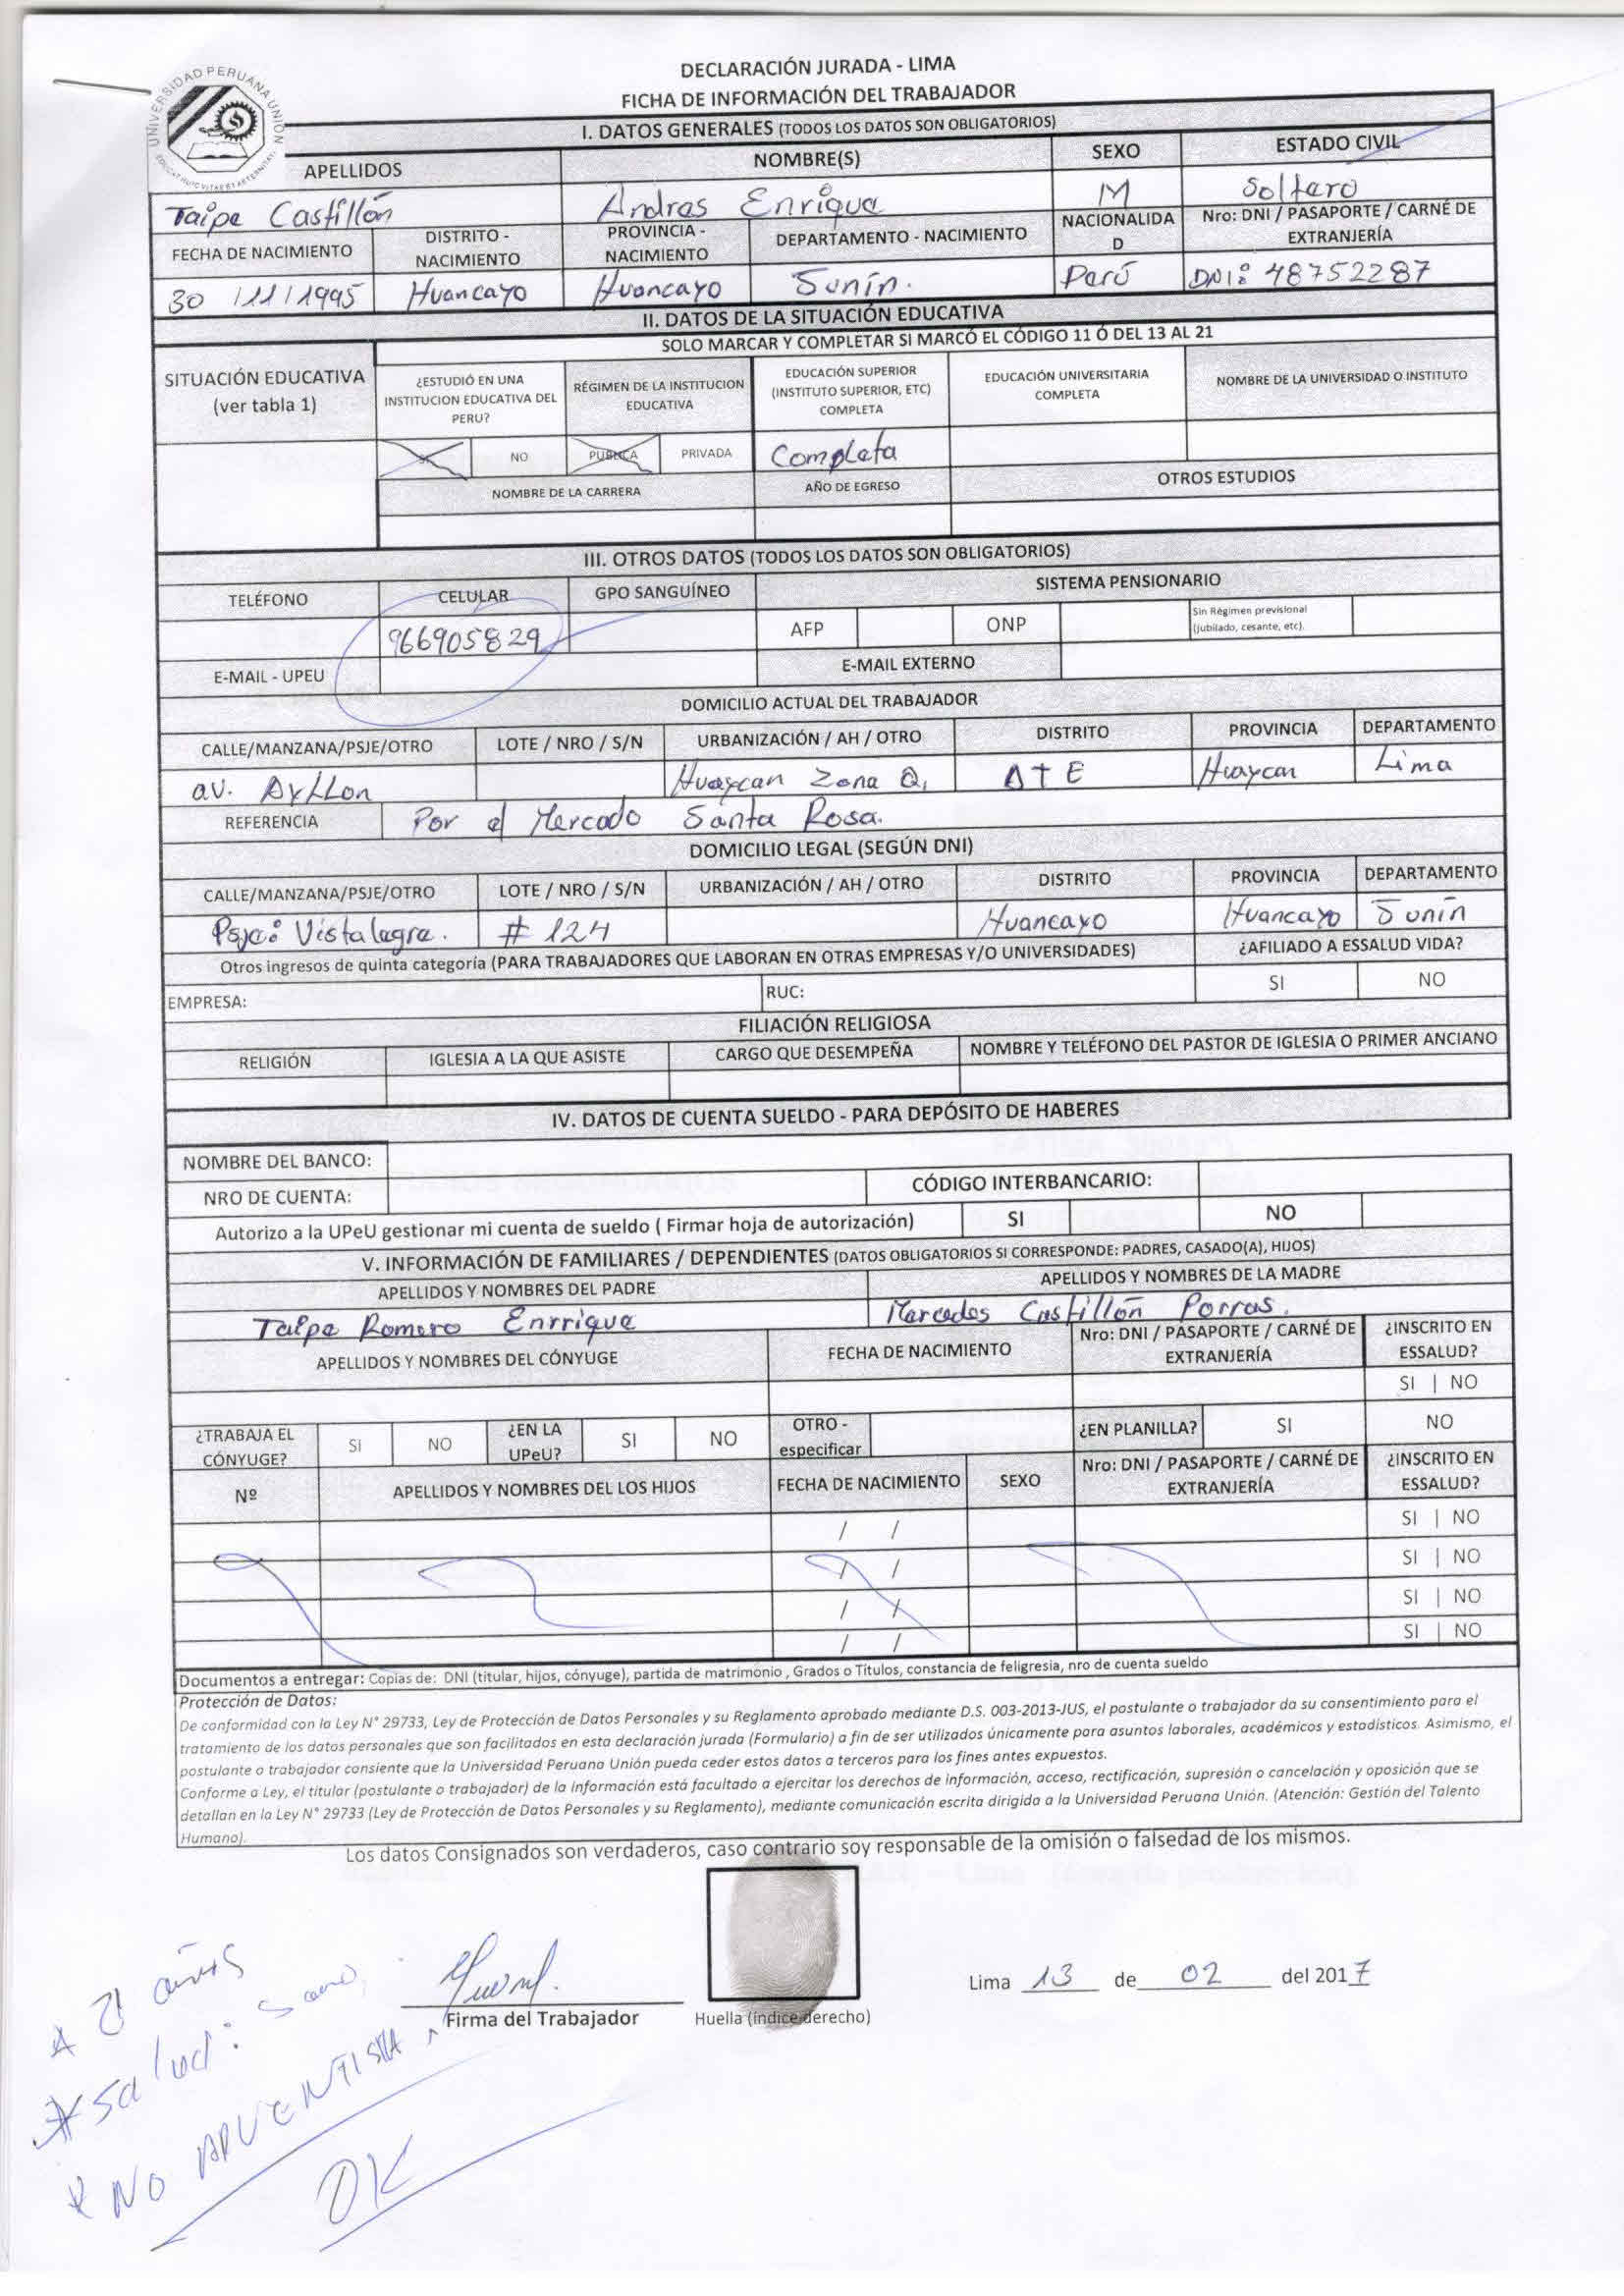 UNIVERSIDAD PERUANA UNIÓN
DECLARACIÓN JURADA - LIMA
FICHA DE INFORMACIÓN DEL TRABAJADOR
I. DATOS GENERALES (TODOS LOS DATOS SON OBLIGATORIOS)
APELLIDOS NOMBRE(S) SEXO ESTADO CIVIL
Taipe Castillón Andras Enrique M Soltero
FECHA DE NACIMIENTO DISTRITO - NACIMIENTO PROVINCIA - NACIMIENTO DEPARTAMENTO - NACIMIENTO NACIONALIDAD Nro: DNI / PASAPORTE / CARNÉ DE EXTRANJERÍA
30 /11/1995 Huancayo Huancayo Junín. Perú DNI: 48752287
II. DATOS DE LA SITUACIÓN EDUCATIVA
SOLO MARCAR Y COMPLETAR SI MARCÓ EL CÓDIGO 11 Ó DEL 13 AL 21
SITUACIÓN EDUCATIVA (ver tabla 1) ¿ESTUDIÓ EN UNA INSTITUCION EDUCATIVA DEL PERU? RÉGIMEN DE LA INSTITUCION EDUCATIVA EDUCACIÓN SUPERIOR (INSTITUTO SUPERIOR, ETC) COMPLETA EDUCACIÓN UNIVERSITARIA COMPLETA NOMBRE DE LA UNIVERSIDAD O INSTITUTO
NO PUBLICA PRIVADA Completa
NOMBRE DE LA CARRERA AÑO DE EGRESO OTROS ESTUDIOS
III. OTROS DATOS (TODOS LOS DATOS SON OBLIGATORIOS)
TELÉFONO CELULAR GPO SANGUÍNEO SISTEMA PENSIONARIO
966905829 AFP ONP Sin Règimen previsional (jubilado, cesante, etc).
E-MAIL - UPEU E-MAIL EXTERNO
DOMICILIO ACTUAL DEL TRABAJADOR
CALLE/MANZANA/PSJE/OTRO LOTE / NRO / S/N URBANIZACIÓN / AH / OTRO DISTRITO PROVINCIA DEPARTAMENTO
av. AyLLon Huaycan Zona Q, ATE Huaycan Lima
REFERENCIA Por el Mercado Santa Rosa.
DOMICILIO LEGAL (SEGÚN DNI)
CALLE/MANZANA/PSJE/OTRO LOTE / NRO / S/N URBANIZACIÓN / AH / OTRO DISTRITO PROVINCIA DEPARTAMENTO
Psje: Vistalegre. # 124 Huancayo Huancayo Junín
Otros ingresos de quinta categoría (PARA TRABAJADORES QUE LABORAN EN OTRAS EMPRESAS Y/O UNIVERSIDADES) ¿AFILIADO A ESSALUD VIDA?
EMPRESA: RUC: SI NO
FILIACIÓN RELIGIOSA
RELIGIÓN IGLESIA A LA QUE ASISTE CARGO QUE DESEMPEÑA NOMBRE Y TELÉFONO DEL PASTOR DE IGLESIA O PRIMER ANCIANO
IV. DATOS DE CUENTA SUELDO - PARA DEPÓSITO DE HABERES
NOMBRE DEL BANCO:
NRO DE CUENTA: CÓDIGO INTERBANCARIO:
Autorizo a la UPeU gestionar mi cuenta de sueldo ( Firmar hoja de autorización) SI NO
V. INFORMACIÓN DE FAMILIARES / DEPENDIENTES (DATOS OBLIGATORIOS SI CORRESPONDE: PADRES, CASADO(A), HIJOS)
APELLIDOS Y NOMBRES DEL PADRE APELLIDOS Y NOMBRES DE LA MADRE
Taipe Romero Enrrique Mercedes Castillón Porras.
APELLIDOS Y NOMBRES DEL CÓNYUGE FECHA DE NACIMIENTO Nro: DNI / PASAPORTE / CARNÉ DE EXTRANJERÍA ¿INSCRITO EN ESSALUD?
SI | NO
¿TRABAJA EL CÓNYUGE? SI NO ¿EN LA UPeU? SI NO OTRO - especificar ¿EN PLANILLA? SI NO
Nº APELLIDOS Y NOMBRES DEL LOS HIJOS FECHA DE NACIMIENTO SEXO Nro: DNI / PASAPORTE / CARNÉ DE EXTRANJERÍA ¿INSCRITO EN ESSALUD?
/ / SI | NO
/ / SI | NO
/ / SI | NO
/ / SI | NO
Documentos a entregar: Copias de: DNI (titular, hijos, cónyuge), partida de matrimonio , Grados o Titulos, constancia de feligresia, nro de cuenta sueldo
Protección de Datos:
De conformidad con la Ley N° 29733, Ley de Protección de Datos Personales y su Reglamento aprobado mediante D.S. 003-2013-JUS, el postulante o trabajador da su consentimiento para el
tratamiento de los datos personales que son facilitados en esta declaración jurada (Formulario) a fin de ser utilizados únicamente para asuntos laborales, académicos y estadísticos. Asimismo, el
postulante o trabajador consiente que la Universidad Peruana Unión pueda ceder estos datos a terceros para los fines antes expuestos.
Conforme a Ley, el titular (postulante o trabajador) de la información está facultado a ejercitar los derechos de información, acceso, rectificación, supresión o cancelación y oposición que se
detallan en la Ley N° 29733 (Ley de Protección de Datos Personales y su Reglamento), mediante comunicación escrita dirigida a la Universidad Peruana Unión. (Atención: Gestión del Talento
Humano).
Los datos Consignados son verdaderos, caso contrario soy responsable de la omisión o falsedad de los mismos.
Lima 13 de 02 del 2017
Firma del Trabajador Huella (índice derecho)
21 años
* Salud: Sano,
* NO ADVENTISTA
OK